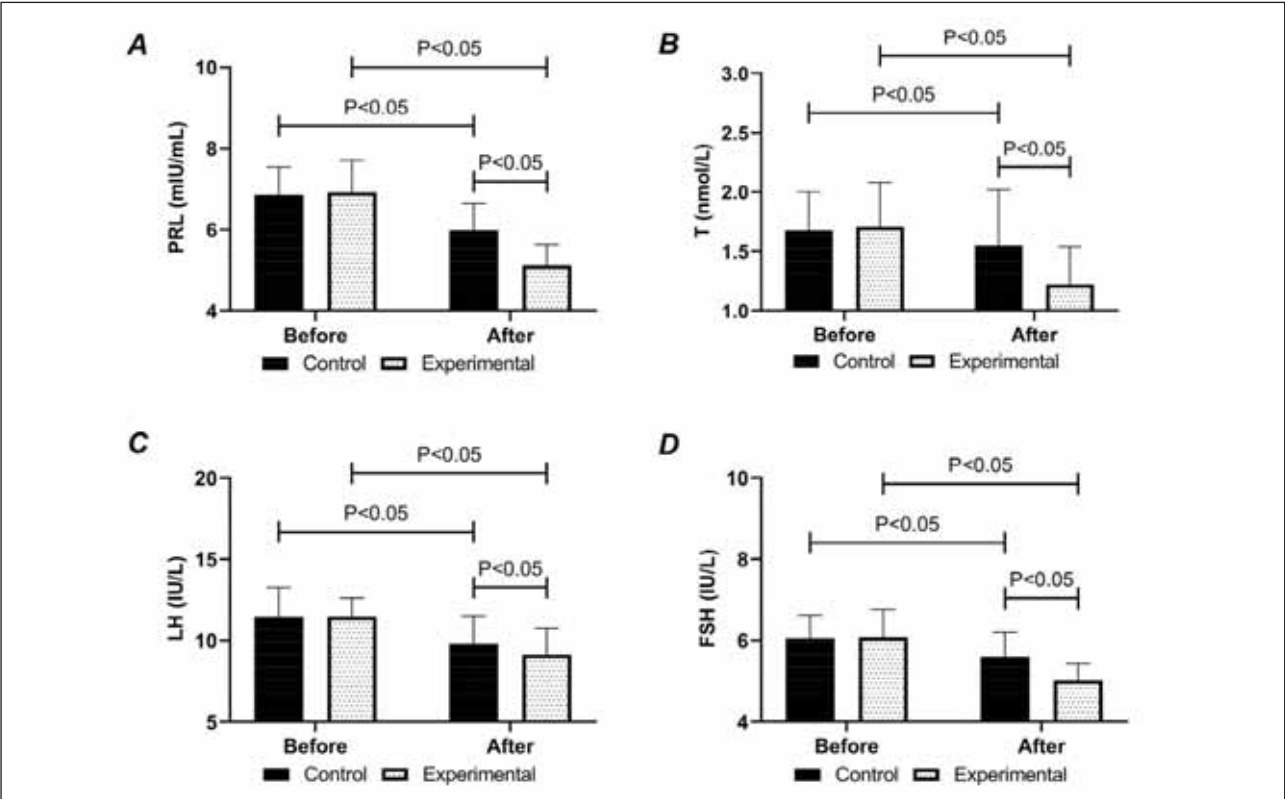 A
P<0.05
10
P<0.05
8
P<0.05
6
4
PRL (mIU/mL)
Before After
Control Experimental
B
P<0.05
3.0
P<0.05
2.5
P<0.05
2.0
1.5
1.0
T (nmol/L)
Before After
Control Experimental
C
P<0.05
20
P<0.05
15
P<0.05
10
5
LH (IU/L)
Before After
Control Experimental
D
P<0.05
10
P<0.05
8
P<0.05
6
4
FSH (IU/L)
Before After
Control Experimental